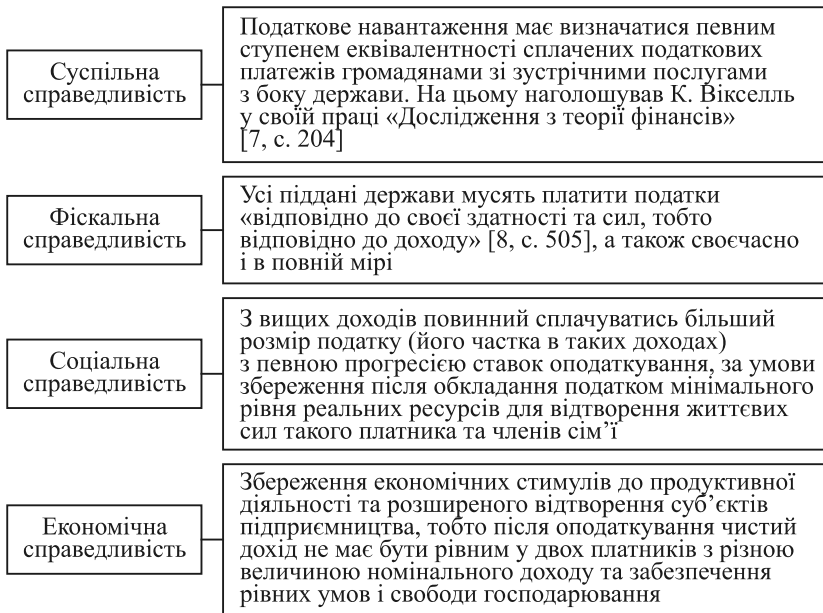 Суспільна
справедливість
Податкове навантаження має визначатися певним
ступенем еквівалентності сплачених податкових
платежів громадянами зі зустрічними послугами
з боку держави. На цьому наголошував К. Вікселль
у своїй праці «Дослідження з теорії фінансів»
[7, с. 204]
Фіскальна
справедливість
Усі піддані держави мусять платити податки
«відповідно до своєї здатності та сил, тобто
відповідно до доходу» [8, с. 505], а також своєчасно
і в повній мірі
Соціальна
справедливість
З вищих доходів повинний сплачуватись більший
розмір податку (його частка в таких доходах)
з певною прогресією ставок оподаткування, за умови
збереження після обкладання податком мінімального
рівня реальних ресурсів для відтворення життєвих
сил такого платника та членів сім’ї
Економічна
справедливість
Збереження економічних стимулів до продуктивної
діяльності та розширеного відтворення суб’єктів
підприємництва, тобто після оподаткування чистий
дохід не має бути рівним у двох платників з різною
величиною номінального доходу та забезпечення
рівних умов і свободи господарювання